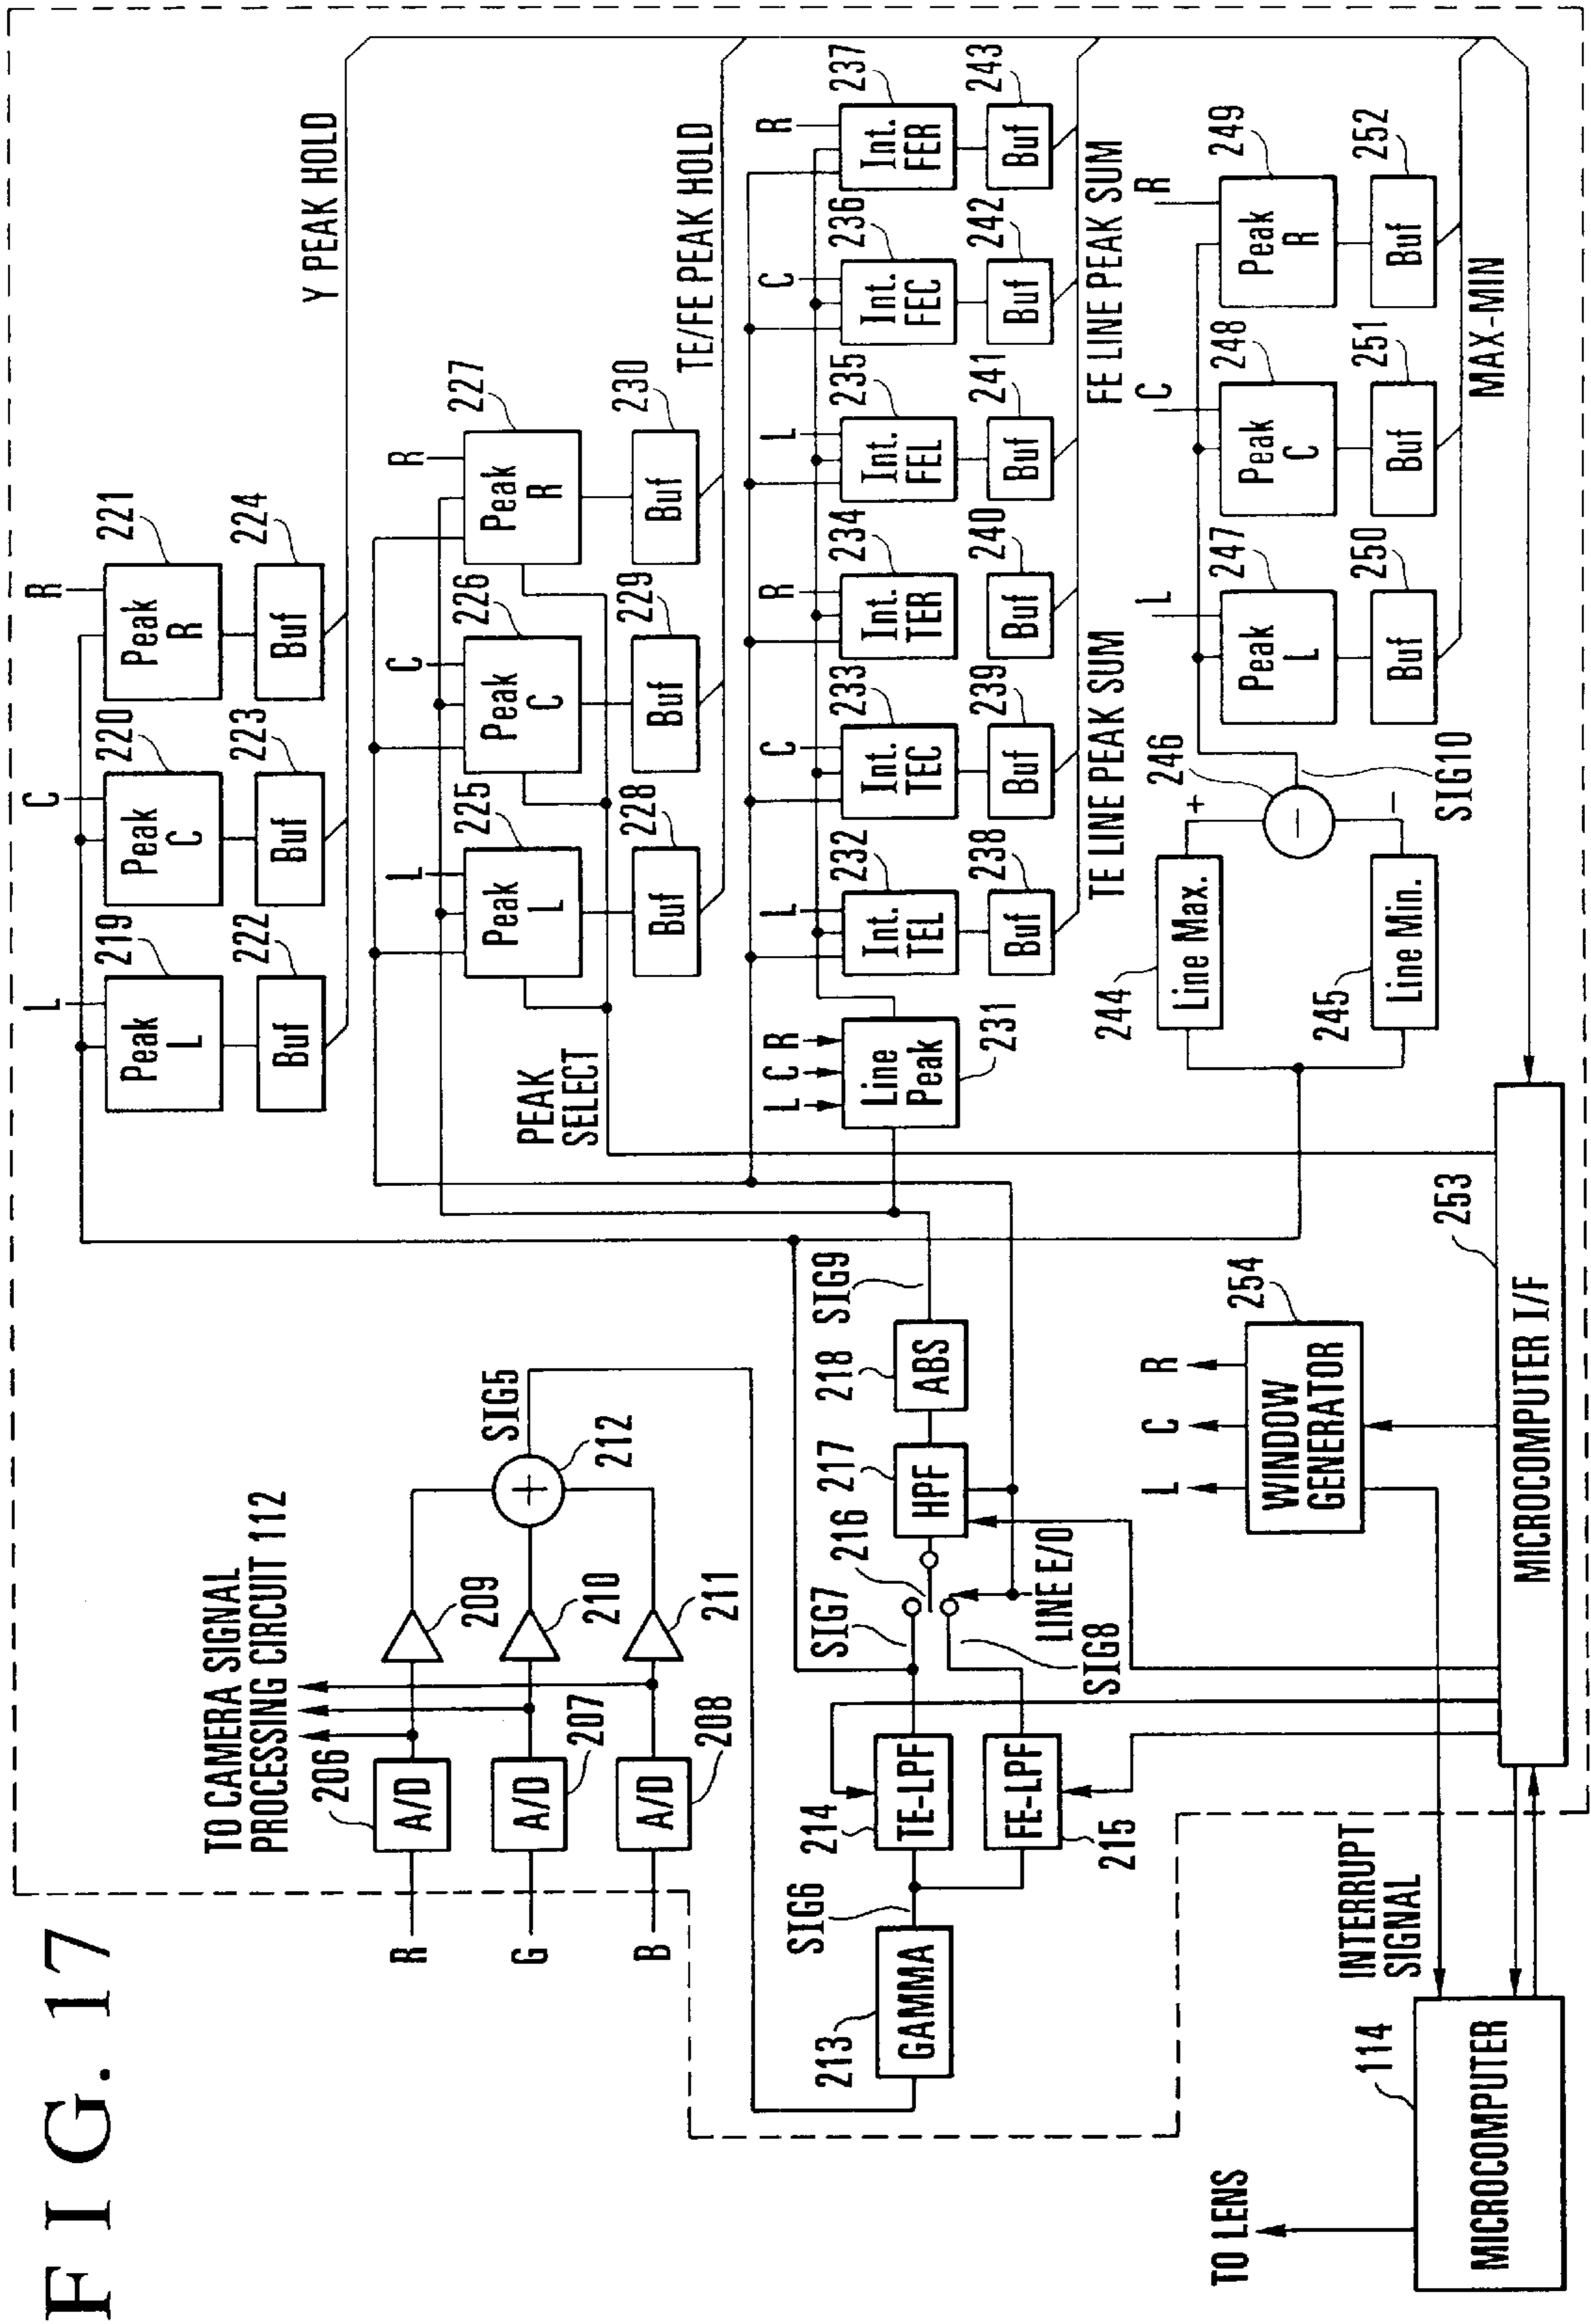 FIG. 17
TO CAMERA SIGNAL
PROCESSING CIRCUIT 112
R
206
A/D
209
G
A/D
207
210
B
A/D
208
211
212
SIG5
213
GAMMA
SIG6
214
TE-LPF
FE-LPF
215
SIG7
SIG8
216
LINE E/O
217
HPF
218
ABS
SIG9
L
C
R
219
Peak
L
220
Peak
C
221
Peak
R
222
Buf
223
Buf
224
Buf
Y PEAK HOLD
PEAK
SELECT
L
C
R
225
Peak
L
226
Peak
C
227
Peak
R
228
Buf
229
Buf
230
Buf
TE/FE PEAK HOLD
L C R
Line
Peak
231
L
C
R
L
C
R
232
Int.
TEL
233
Int.
TEC
234
Int.
TER
235
Int.
FEL
236
Int.
FEC
237
Int.
FER
238
Buf
239
Buf
240
Buf
241
Buf
242
Buf
243
Buf
TE LINE PEAK SUM
FE LINE PEAK SUM
244
Line Max.
245
Line Min.
+
246
−
SIG10
L
C
R
247
Peak
L
248
Peak
C
249
Peak
R
250
Buf
251
Buf
252
Buf
MAX-MIN
L
C
R
WINDOW
GENERATOR
254
253
MICROCOMPUTER I/F
INTERRUPT
SIGNAL
TO LENS
114
MICROCOMPUTER